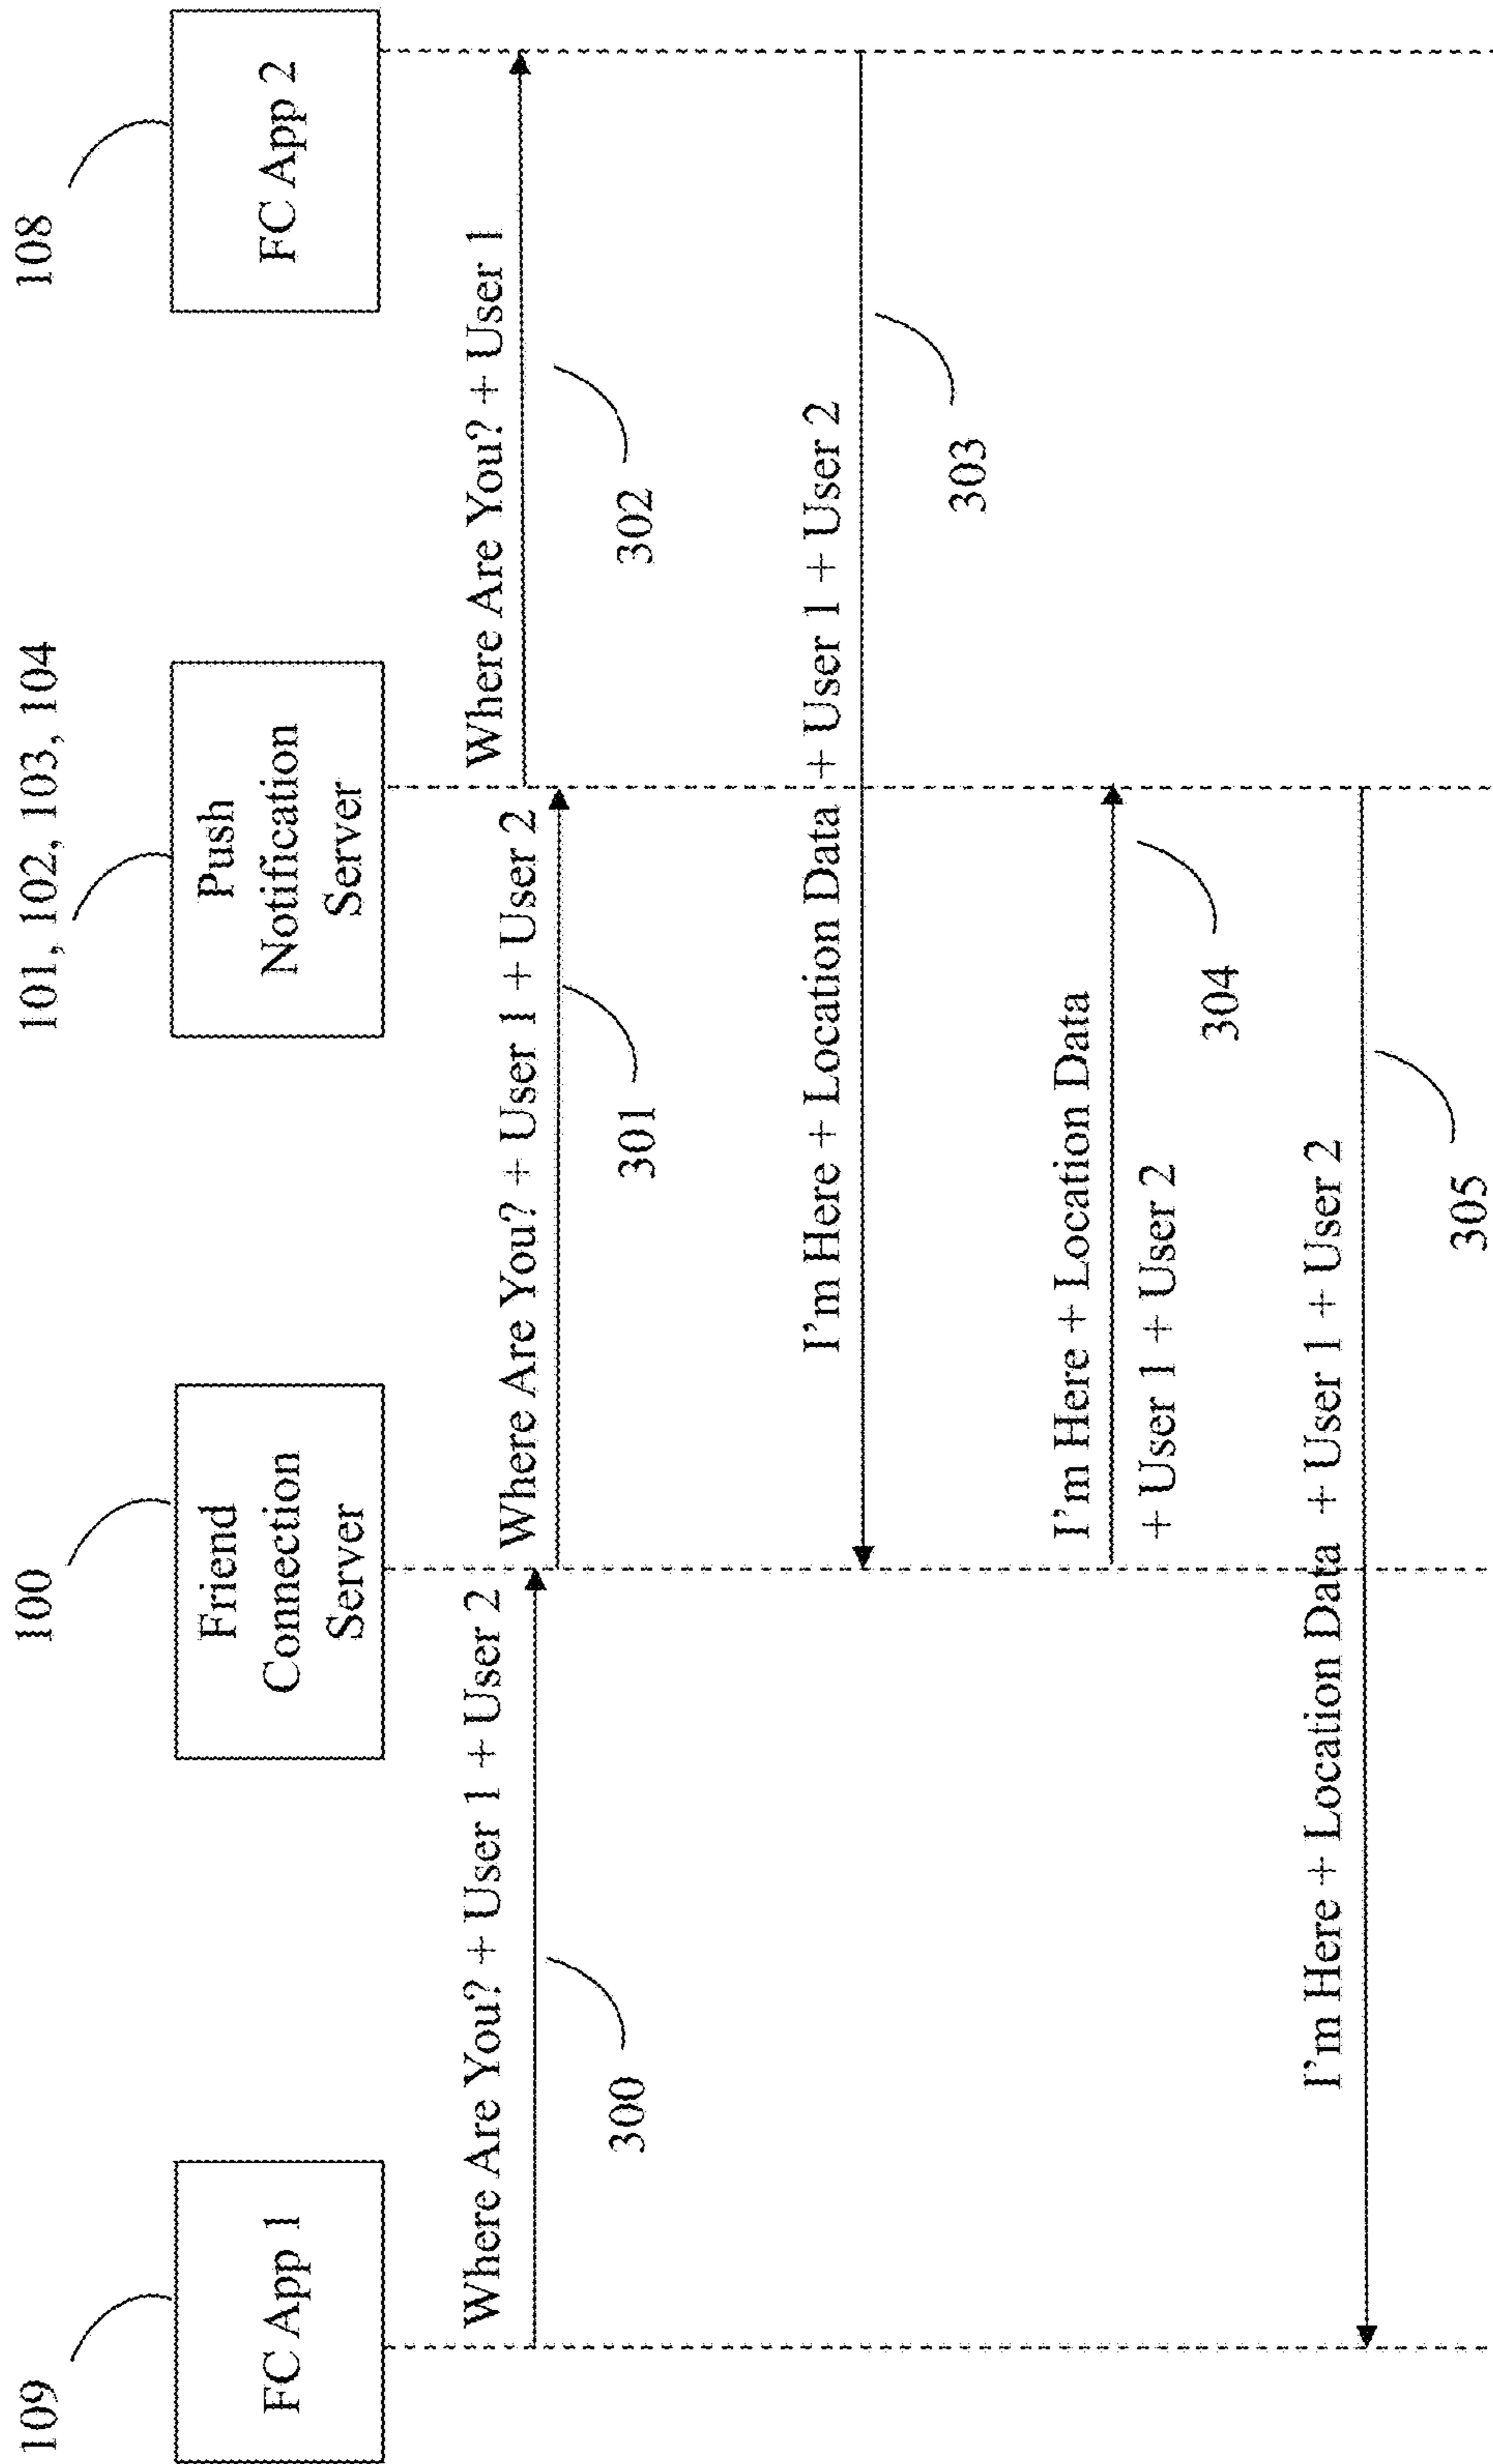 109
100
101, 102, 103, 104
108
FC App 1
Friend
Connection
Server
Push
Notification
Server
FC App 2
Where Are You? + User 1 + User 2
300
Where Are You? + User 1 + User 2
301
Where Are You? + User 1
302
I'm Here + Location Data + User 1 + User 2
303
I'm Here + Location Data
+ User 1 + User 2
304
I'm Here + Location Data + User 1 + User 2
305